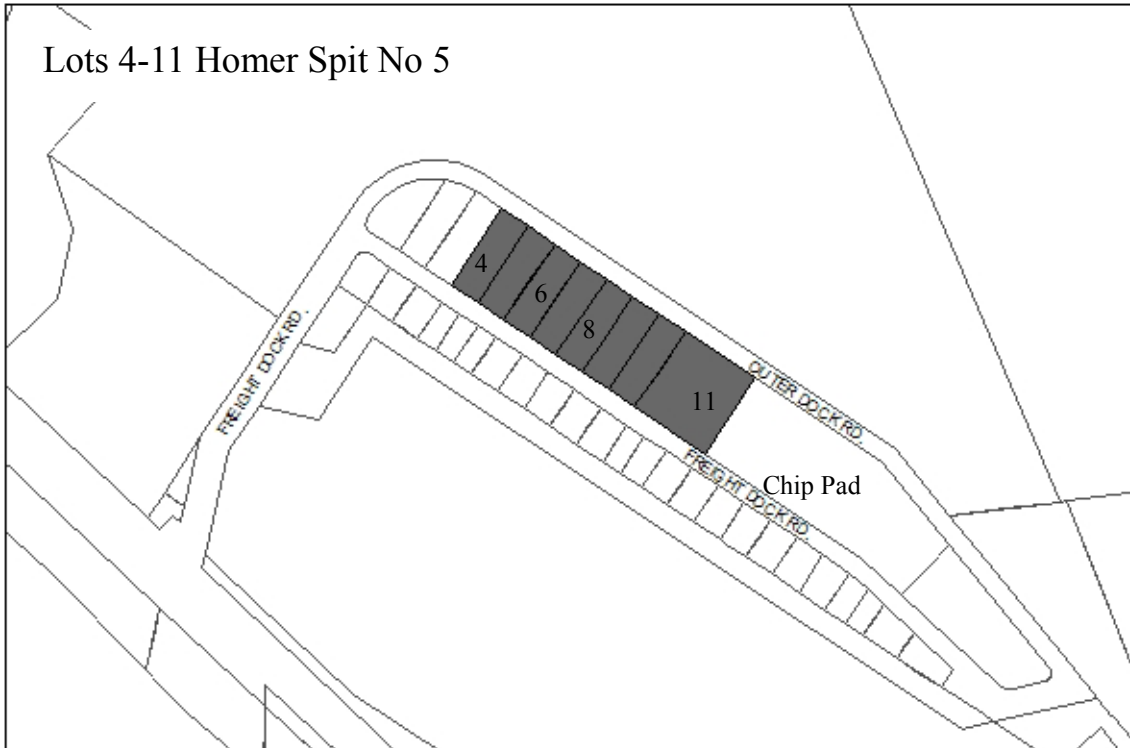 Lots 4-11 Homer Spit No 5
4
6
8
11
OUTER DOCK RD.
FREIGHT DOCK RD.
FREIGHT DOCK RD.
Chip Pad